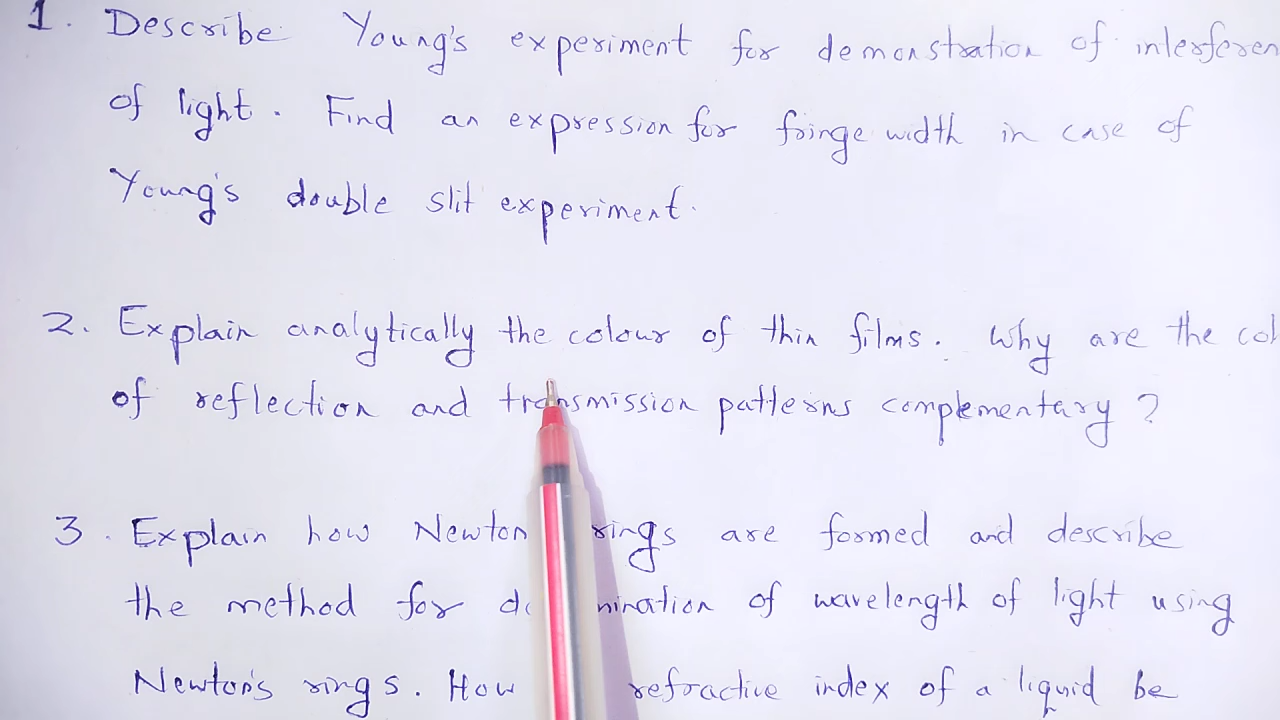 1. Describe Young's experiment for demonstration of interferen
of light. Find an expression for fringe width in case of
Young's double slit experiment.
2. Explain analytically the colour of thin films. Why are the col
of reflection and transmission patterns complementary?
3. Explain how Newton rings are formed and describe
the method for of wavelength of light using
Newton's rings. How refractive index of a liquid be